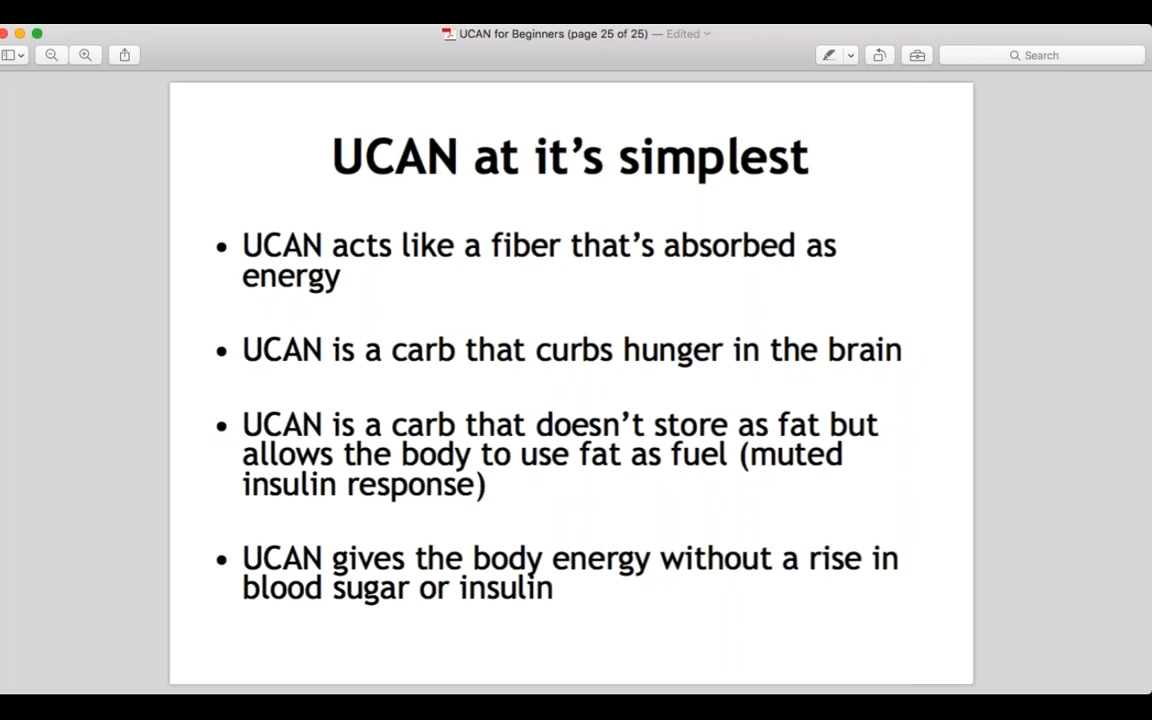 UCAN for Beginners (page 25 of 25) — Edited
Search
UCAN at it’s simplest
• UCAN acts like a fiber that’s absorbed as
energy
• UCAN is a carb that curbs hunger in the brain
• UCAN is a carb that doesn’t store as fat but
allows the body to use fat as fuel (muted
insulin response)
• UCAN gives the body energy without a rise in
blood sugar or insulin